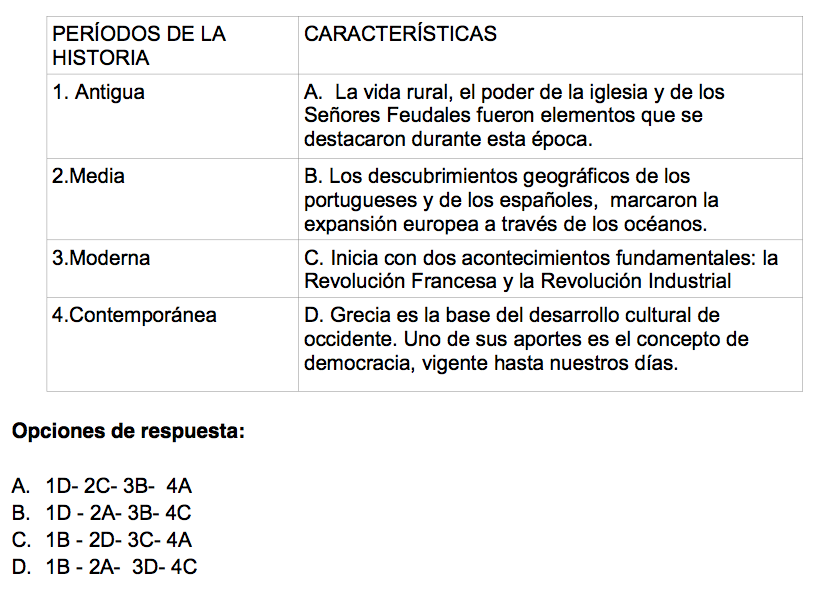 PERÍODOS DE LA
HISTORIA
CARACTERÍSTICAS
1. Antigua
A.  La vida rural, el poder de la iglesia y de los
Señores Feudales fueron elementos que se
destacaron durante esta época.
2.Media
B. Los descubrimientos geográficos de los
portugueses y de los españoles,  marcaron la
expansión europea a través de los océanos.
3.Moderna
C. Inicia con dos acontecimientos fundamentales: la
Revolución Francesa y la Revolución Industrial
4.Contemporánea
D. Grecia es la base del desarrollo cultural de
occidente. Uno de sus aportes es el concepto de
democracia, vigente hasta nuestros días.
Opciones de respuesta:
A.  1D- 2C- 3B-  4A
B.  1D - 2A- 3B- 4C
C.  1B - 2D- 3C- 4A
D.  1B - 2A-  3D- 4C